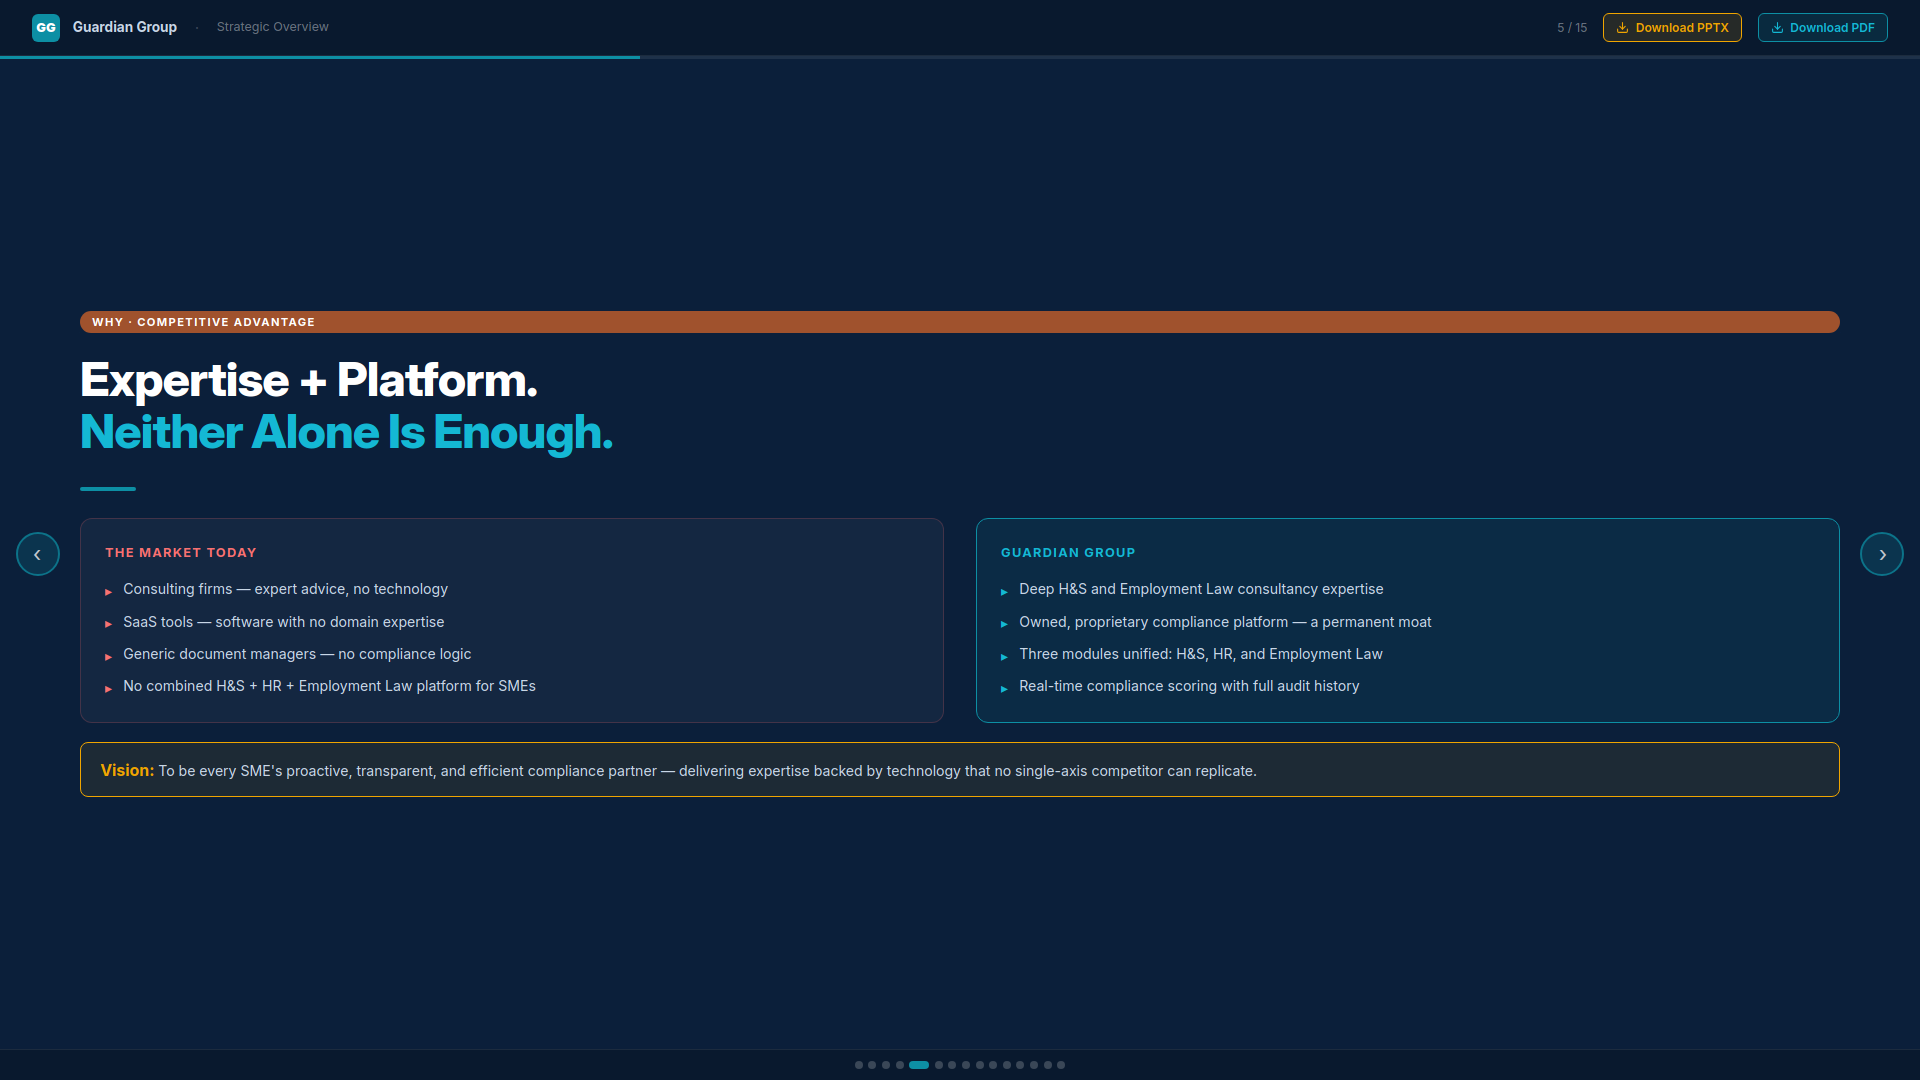 GG Guardian Group · Strategic Overview 5 / 15 Download PPTX Download PDF
WHY · COMPETITIVE ADVANTAGE
Expertise + Platform.
Neither Alone Is Enough.
THE MARKET TODAY
▸ Consulting firms — expert advice, no technology
▸ SaaS tools — software with no domain expertise
▸ Generic document managers — no compliance logic
▸ No combined H&S + HR + Employment Law platform for SMEs
GUARDIAN GROUP
▸ Deep H&S and Employment Law consultancy expertise
▸ Owned, proprietary compliance platform — a permanent moat
▸ Three modules unified: H&S, HR, and Employment Law
▸ Real-time compliance scoring with full audit history
Vision: To be every SME's proactive, transparent, and efficient compliance partner — delivering expertise backed by technology that no single-axis competitor can replicate.